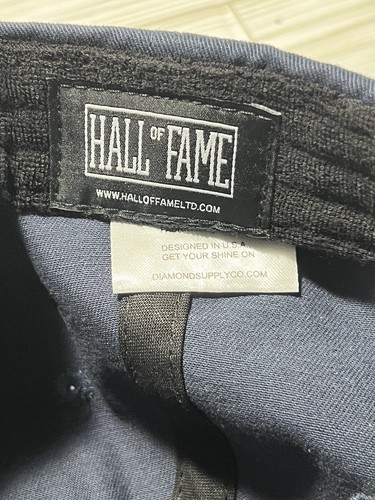 HALL OF FAME
WWW.HALLOFFAMELTD.COM
DESIGNED IN U.S.A.
GET YOUR SHINE ON
DIAMONDSUPPLYCO.COM